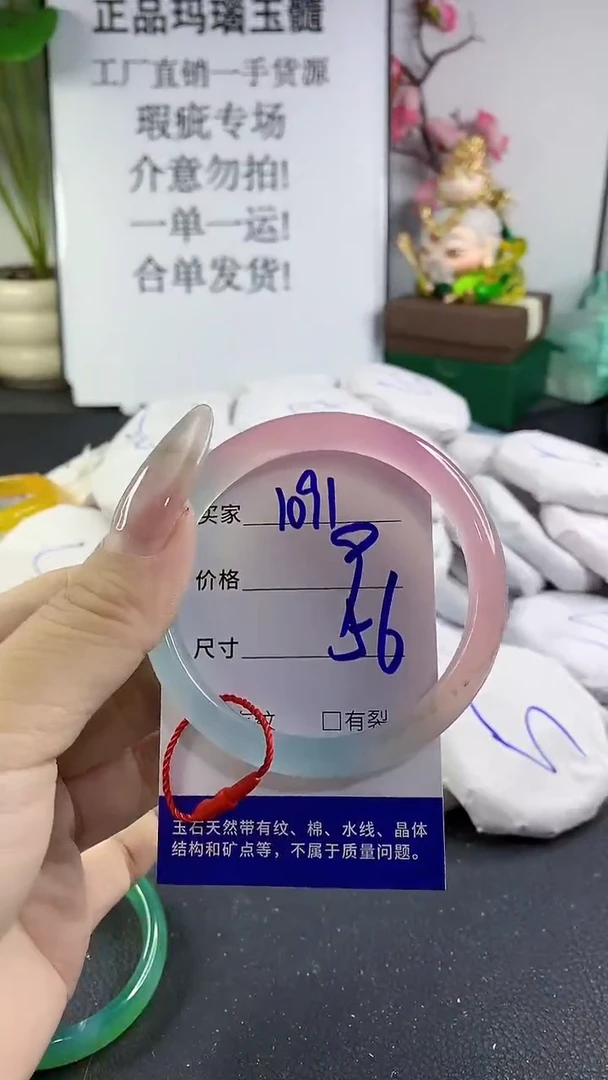 正品玛瑙玉髓
工厂直销一手货源
瑕疵专场
介意勿拍!
一单一运!
合单发货!
买家 1091
价格
尺寸 56
纹 □有裂
玉石天然带有纹、棉、水线、晶体
结构和矿点等，不属于质量问题。